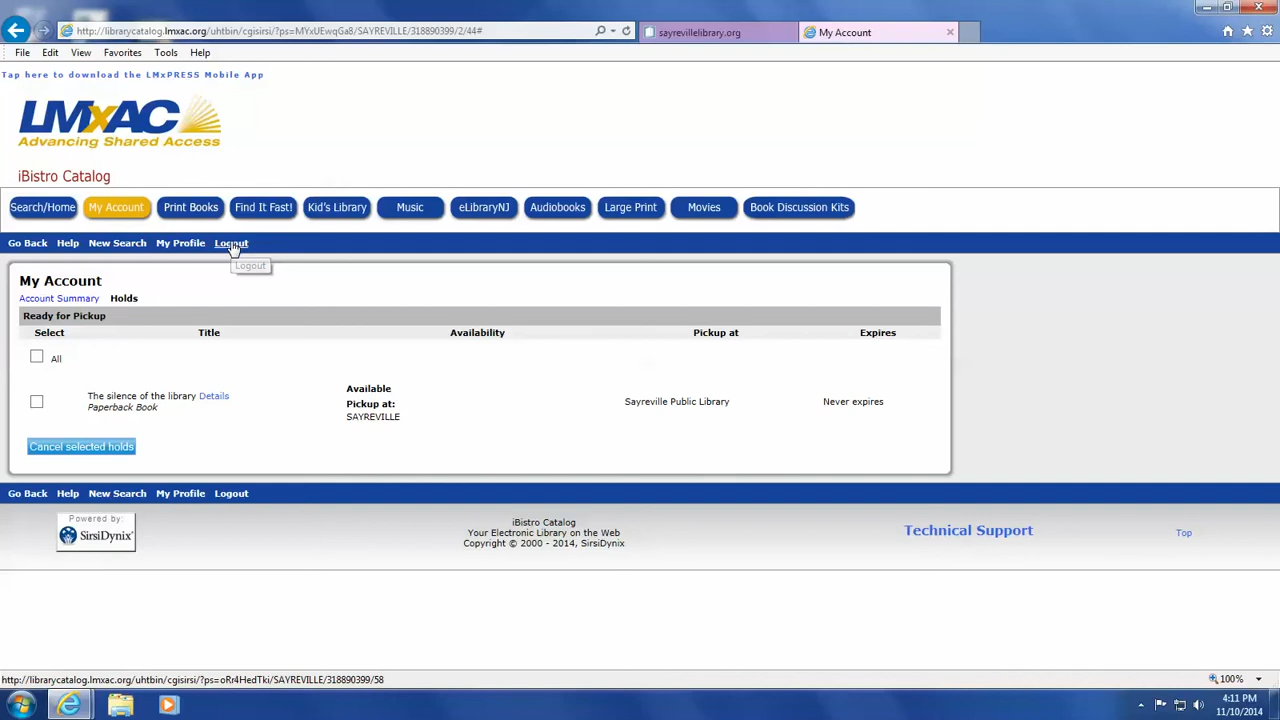 http://librarycatalog.lmxac.org/uhtbin/cgisirsi/?ps=MYxUEwqGa8/SAYREVILLE/318890399/2/44#
sayrevillelibrary.org
My Account
File Edit View Favorites Tools Help
Tap here to download the LMxPRESS Mobile App
LMxAC
Advancing Shared Access
iBistro Catalog
Search/Home My Account Print Books Find It Fast! Kid's Library Music eLibraryNJ Audiobooks Large Print Movies Book Discussion Kits
Go Back Help New Search My Profile Logout
Logout
My Account
Account Summary Holds
Ready for Pickup
Select Title Availability Pickup at Expires
All
The silence of the library Details
Paperback Book
Available
Pickup at:
SAYREVILLE
Sayreville Public Library
Never expires
Cancel selected holds
Go Back Help New Search My Profile Logout
Powered by:
SirsiDynix
iBistro Catalog
Your Electronic Library on the Web
Copyright © 2000 - 2014, SirsiDynix
Technical Support
Top
http://librarycatalog.lmxac.org/uhtbin/cgisirsi/?ps=oRr4HedTki/SAYREVILLE/318890399/58
100%
4:11 PM
11/10/2014